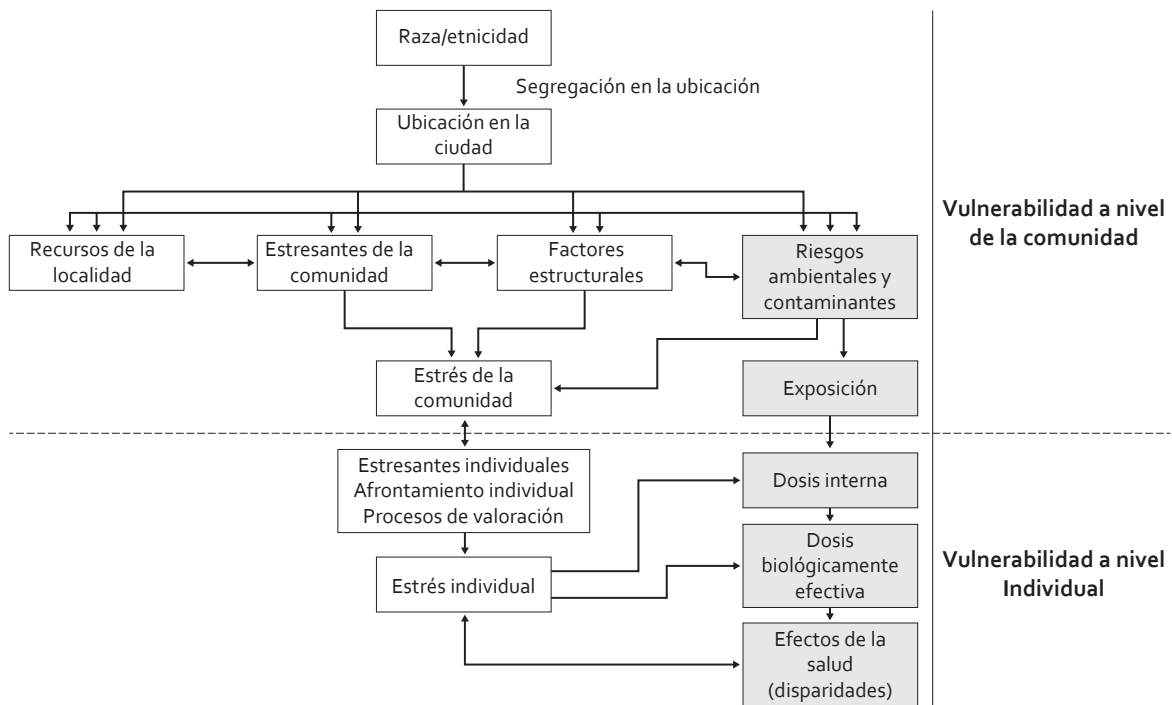 Raza/etnicidad
Segregación en la ubicación
Ubicación en la
ciudad
Recursos de la
localidad
Estresantes de la
comunidad
Factores
estructurales
Riesgos
ambientales y
contaminantes
Vulnerabilidad a nivel
de la comunidad
Estrés de la
comunidad
Exposición
Estresantes individuales
Afrontamiento individual
Procesos de valoración
Dosis interna
Estrés individual
Dosis
biológicamente
efectiva
Vulnerabilidad a nivel
Individual
Efectos de la
salud
(disparidades)